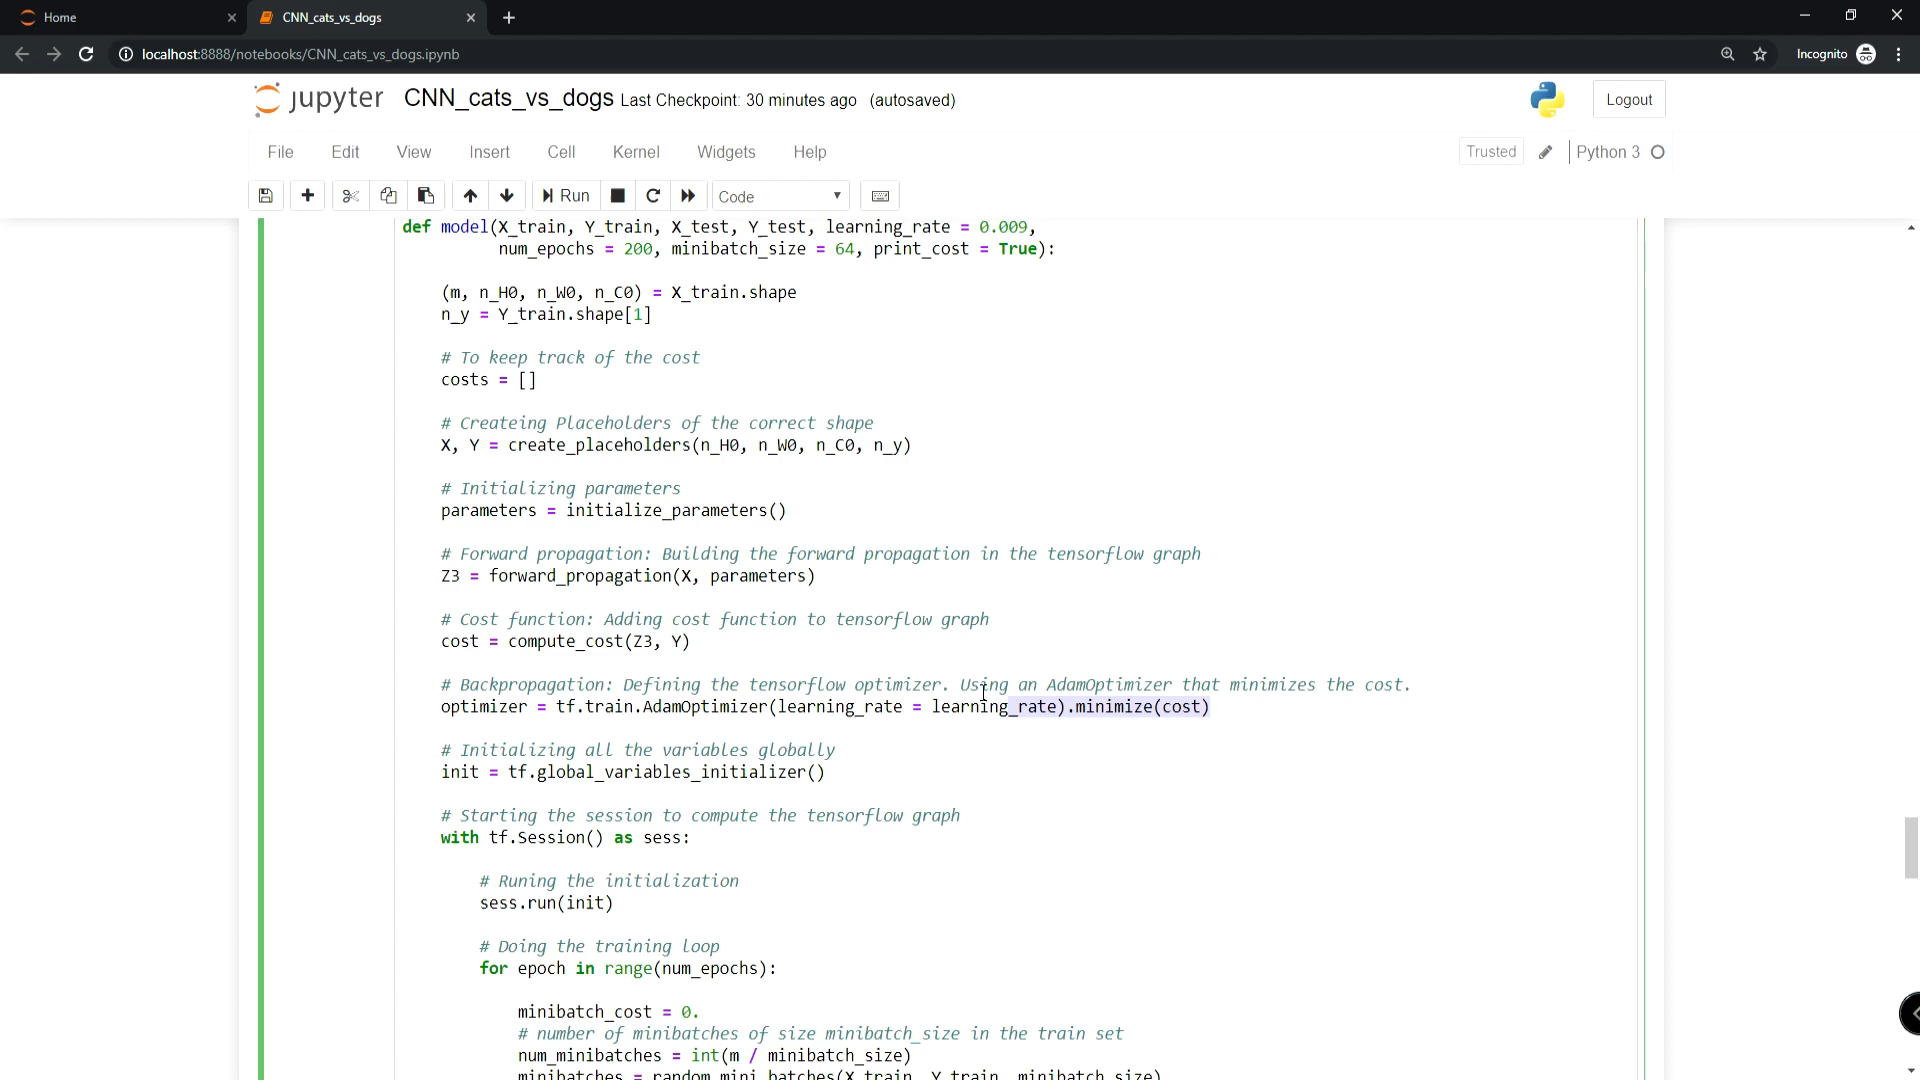 Home
CNN_cats_vs_dogs
localhost:8888/notebooks/CNN_cats_vs_dogs.ipynb
Incognito
jupyter CNN_cats_vs_dogs Last Checkpoint: 30 minutes ago (autosaved)
Logout
File Edit View Insert Cell Kernel Widgets Help
Trusted Python 3
Run Code
def model(X_train, Y_train, X_test, Y_test, learning_rate = 0.009,
num_epochs = 200, minibatch_size = 64, print_cost = True):
(m, n_H0, n_W0, n_C0) = X_train.shape
n_y = Y_train.shape[1]
# To keep track of the cost
costs = []
# Createing Placeholders of the correct shape
X, Y = create_placeholders(n_H0, n_W0, n_C0, n_y)
# Initializing parameters
parameters = initialize_parameters()
# Forward propagation: Building the forward propagation in the tensorflow graph
Z3 = forward_propagation(X, parameters)
# Cost function: Adding cost function to tensorflow graph
cost = compute_cost(Z3, Y)
# Backpropagation: Defining the tensorflow optimizer. Using an AdamOptimizer that minimizes the cost.
optimizer = tf.train.AdamOptimizer(learning_rate = learning_rate).minimize(cost)
# Initializing all the variables globally
init = tf.global_variables_initializer()
# Starting the session to compute the tensorflow graph
with tf.Session() as sess:
# Runing the initialization
sess.run(init)
# Doing the training loop
for epoch in range(num_epochs):
minibatch_cost = 0.
# number of minibatches of size minibatch_size in the train set
num_minibatches = int(m / minibatch_size)
minibatches = random_mini_batches(X_train, Y_train, minibatch_size)